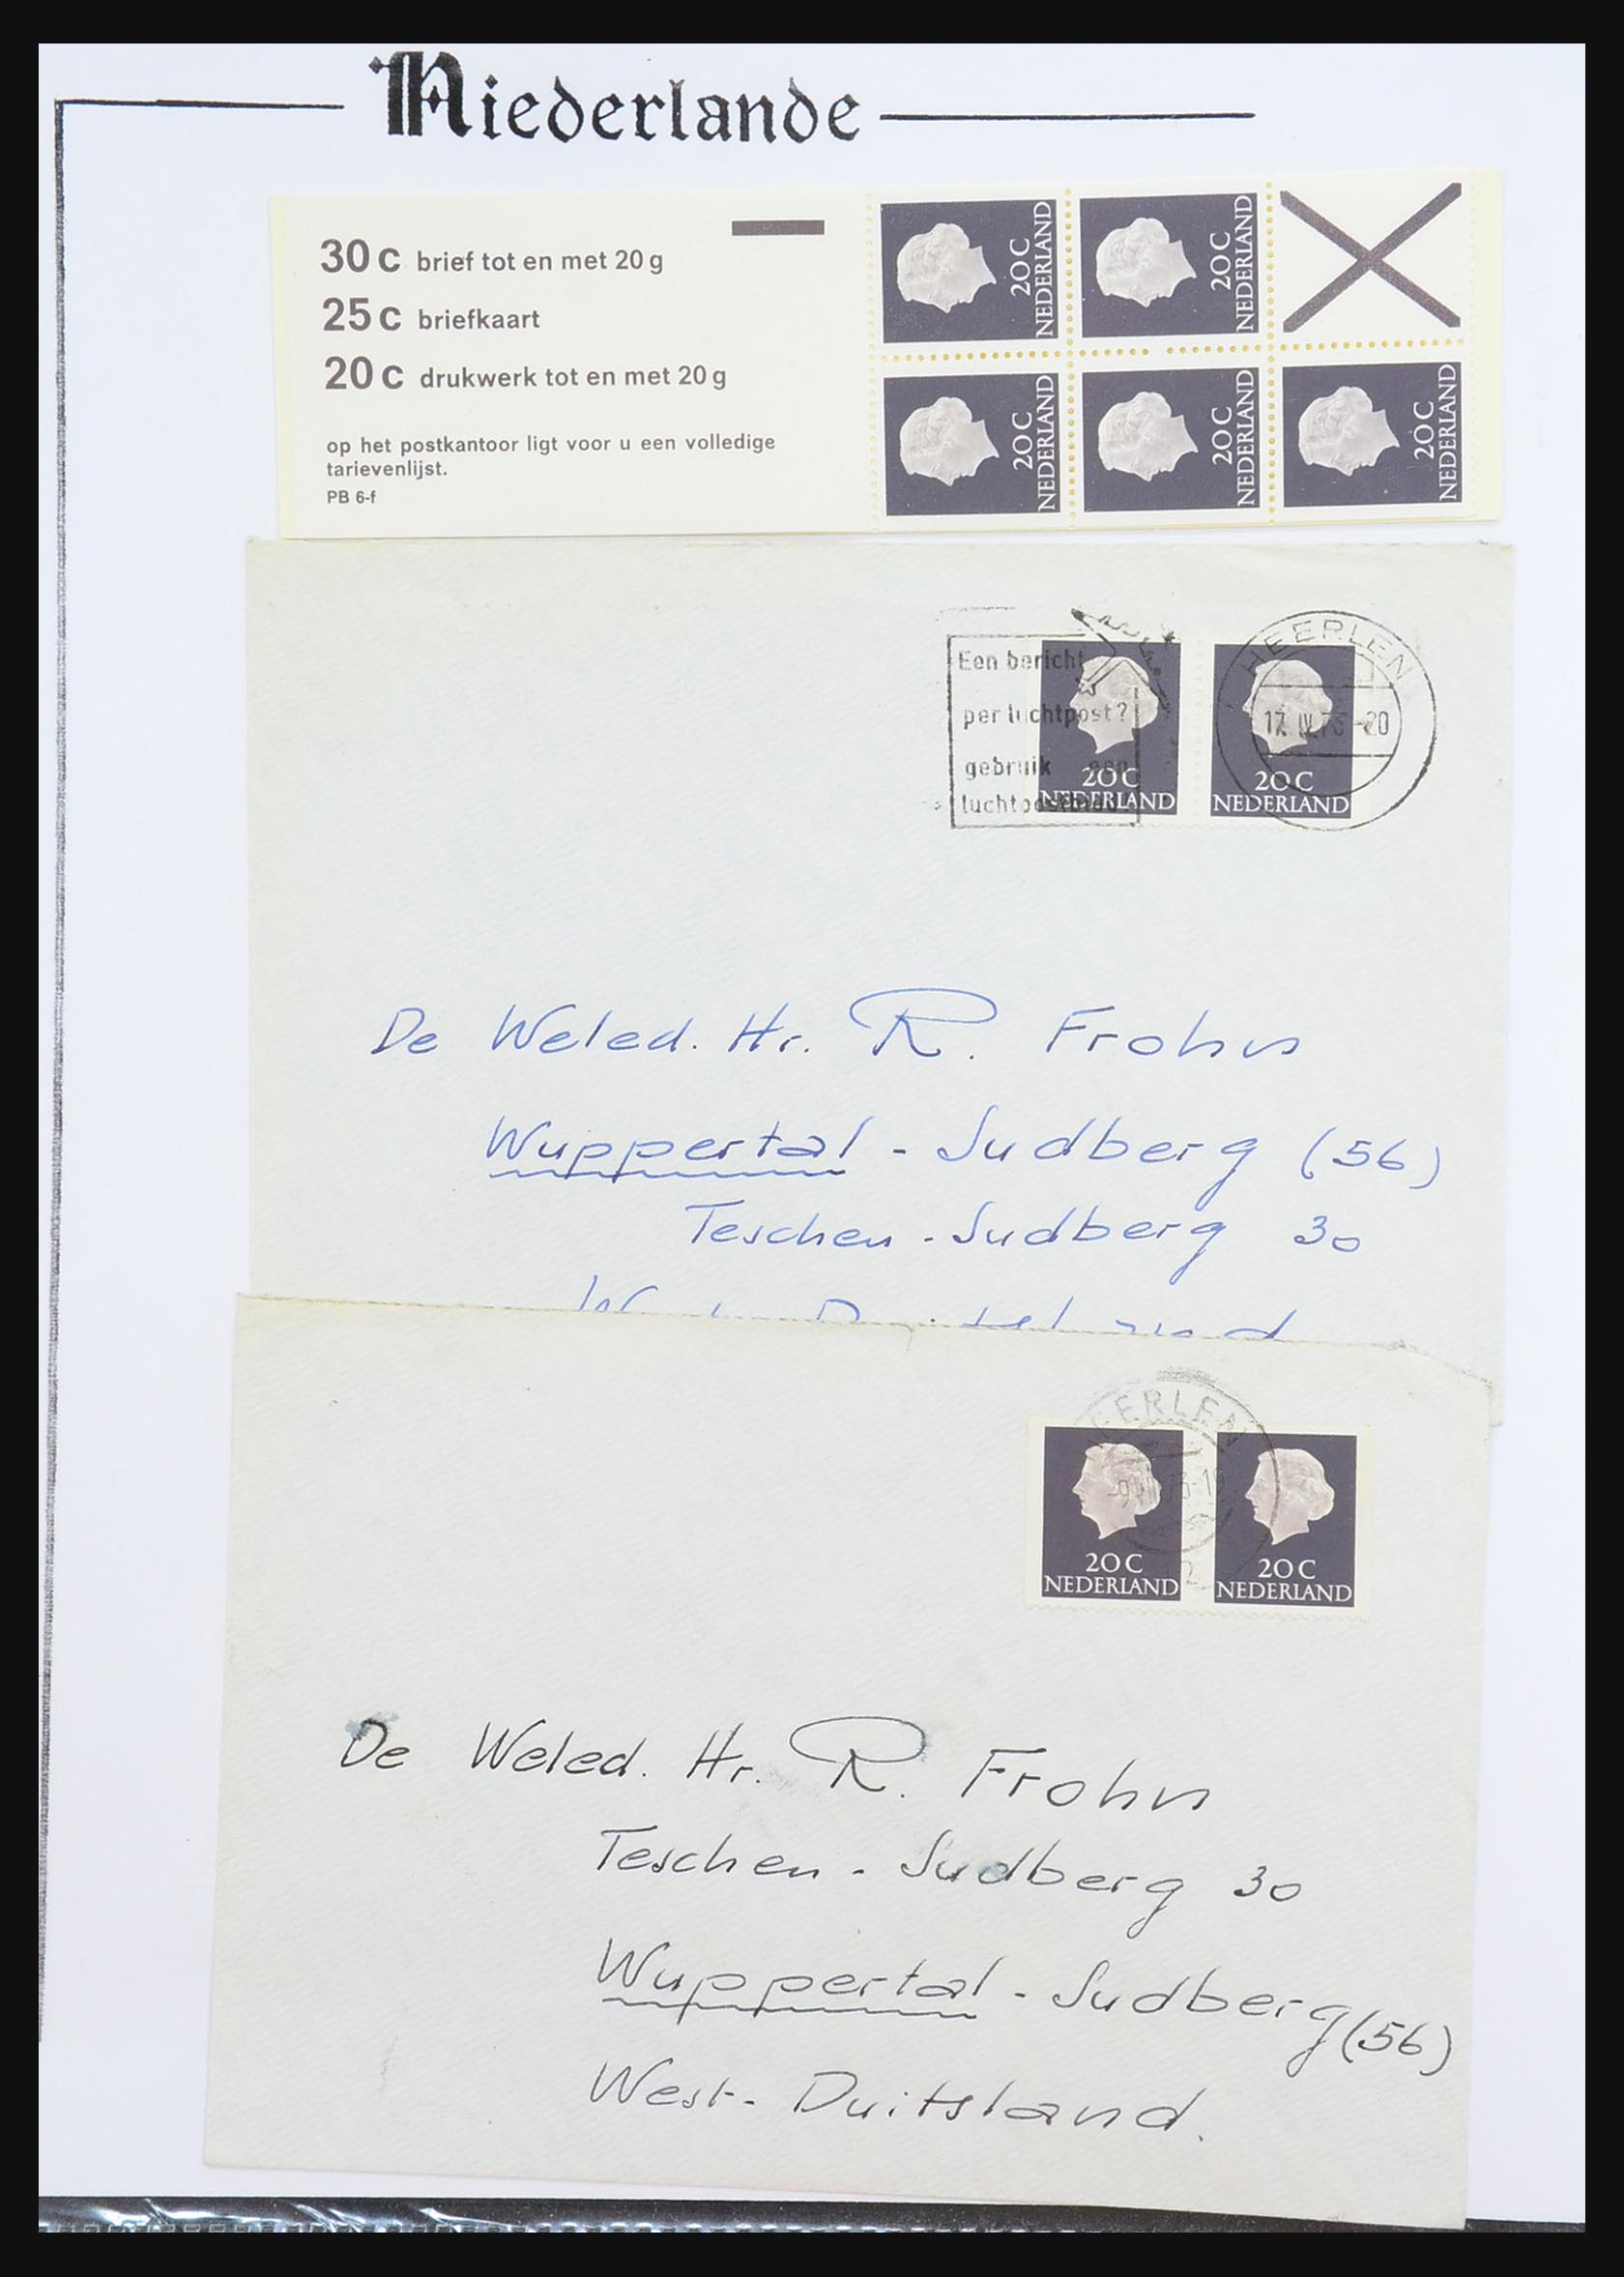 Niederlande
30 c brief tot en met 20 g
25 c briefkaart
20 c drukwerk tot en met 20 g
op het postkantoor ligt voor u een volledige
tarievenlijst.
PB 6-f
20 C
NEDERLAND
20 C
NEDERLAND
20 C
NEDERLAND
20 C
NEDERLAND
20 C
NEDERLAND
Een bericht
per luchtpost?
gebruik een
HEERLEN
20 C
NEDERLAND
20 C
NEDERLAND
De Weled. Hr. R. Frohn
Wuppertal - Sudberg (56)
Teschen - Sudberg 30
HEERLEN
20 C
NEDERLAND
20 C
NEDERLAND
De Weled. Hr. R. Frohn
Teschen - Sudberg 30
Wuppertal - Sudberg (56)
West - Duitsland.